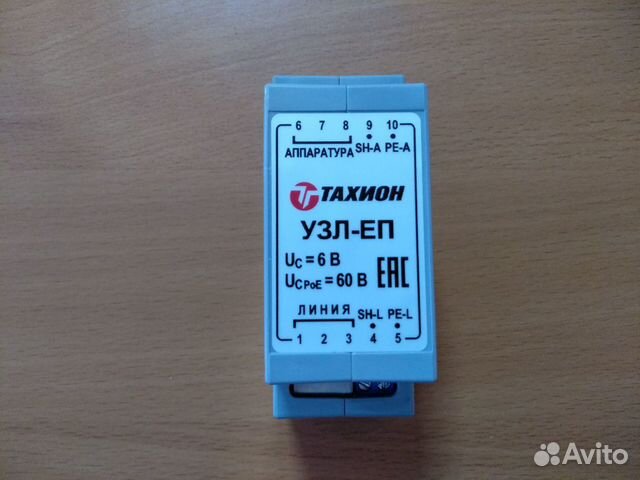 6 7 8 9 10
АППАРАТУРА SH-A PE-A
ТАХИОН
УЗЛ-ЕП
Uc = 6 В
Uc PoE = 60 В
EAC
ЛИНИЯ SH-L PE-L
1 2 3 4 5
Avito